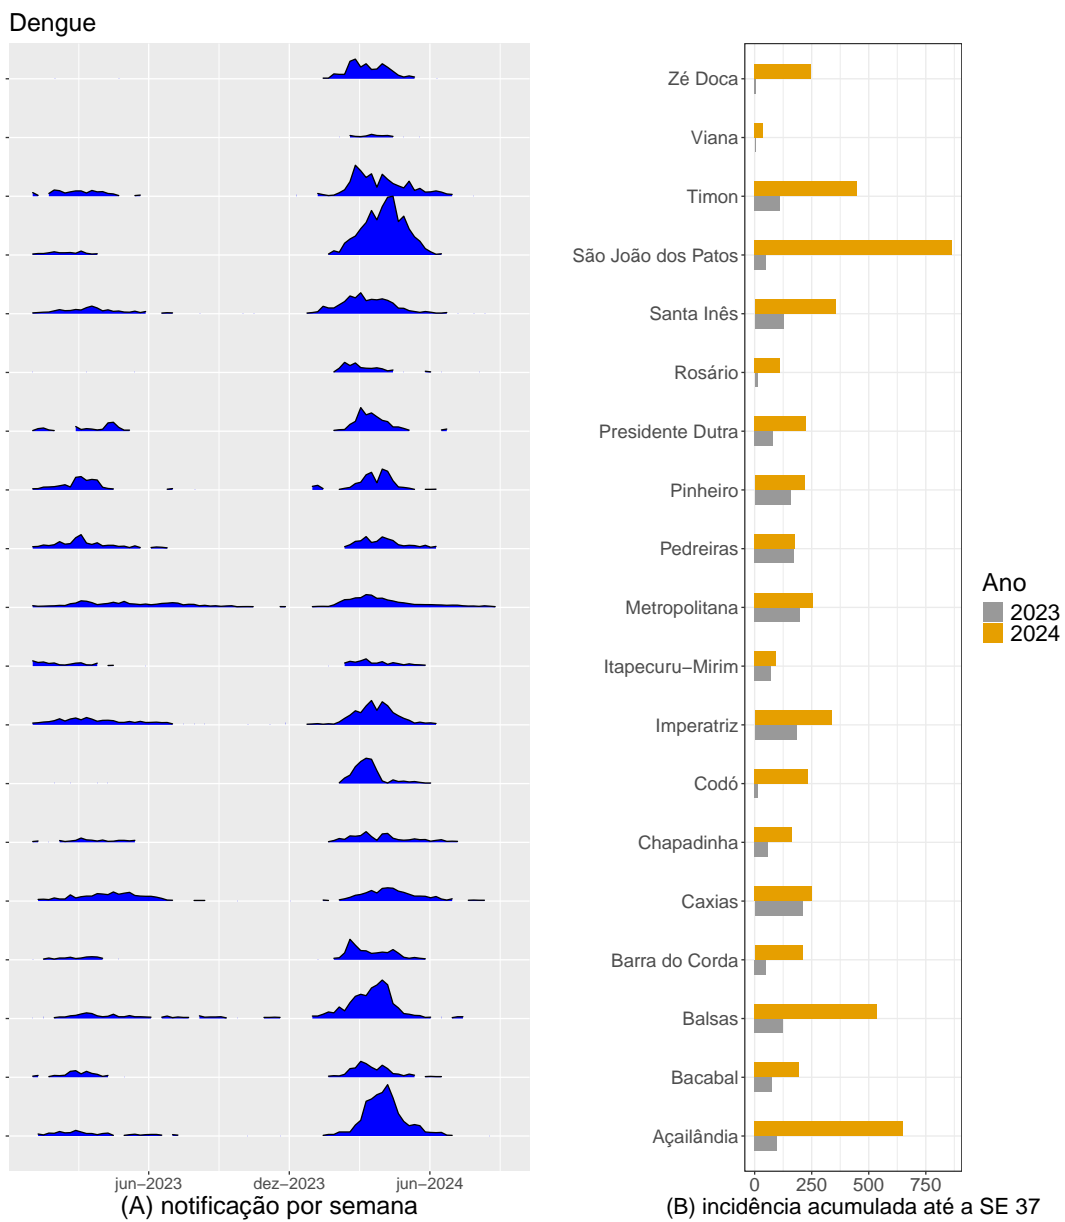 Dengue
Zé Doca
Viana
Timon
São João dos Patos
Santa Inês
Rosário
Presidente Dutra
Pinheiro
Pedreiras
Metropolitana
Itapecuru−Mirim
Imperatriz
Codó
Chapadinha
Caxias
Barra do Corda
Balsas
Bacabal
Açailândia
Ano
2023
2024
jun−2023 dez−2023 jun−2024
(A) notificação por semana
0 250 500 750
(B) incidência acumulada até a SE 37